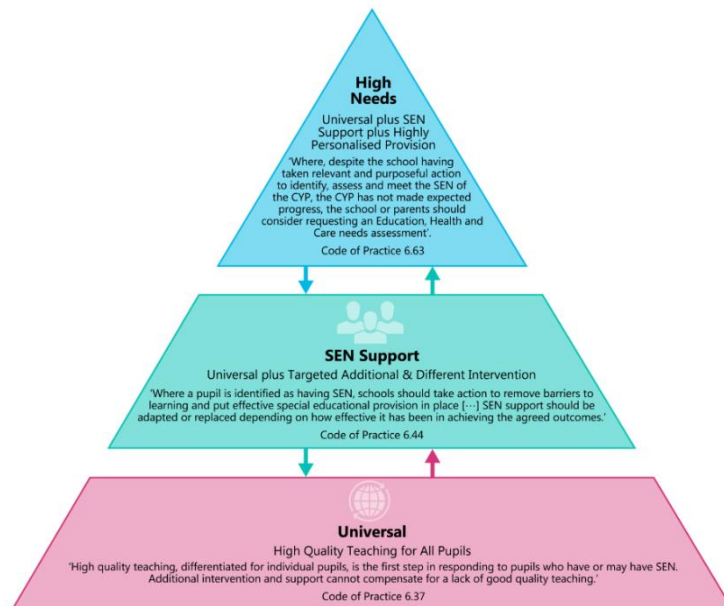 High
Needs
Universal plus SEN
Support plus Highly
Personalised Provision
'Where, despite the school having
taken relevant and purposeful action
to identify, assess and meet the SEN of
the CYP, the CYP has not made expected
progress, the school or parents should
consider requesting an Education, Health and
Care needs assessment'.
Code of Practice 6.63
SEN Support
Universal plus Targeted Additional & Different Intervention
'Where a pupil is identified as having SEN, schools should take action to remove barriers to
learning and put effective special educational provision in place [···] SEN support should be
adapted or replaced depending on how effective it has been in achieving the agreed outcomes.'
Code of Practice 6.44
Universal
High Quality Teaching for All Pupils
'High quality teaching, differentiated for individual pupils, is the first step in responding to pupils who have or may have SEN.
Additional intervention and support cannot compensate for a lack of good quality teaching.'
Code of Practice 6.37